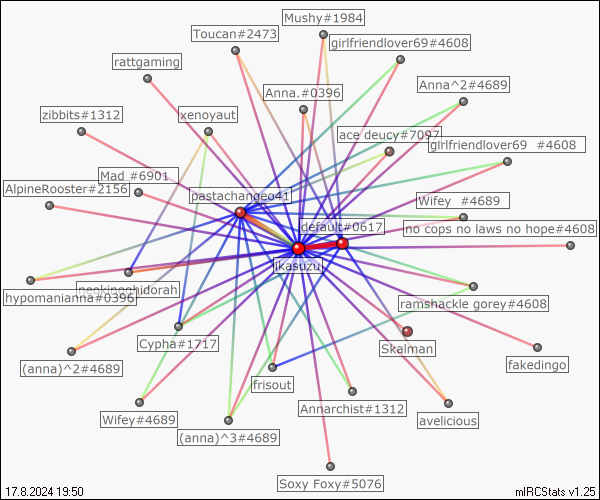 Mushy#1984
Toucan#2473
girlfriendlover69#4608
rattgaming
Anna^2#4689
Anna.#0396
zibbits#1312
xenoyaut
ace deucy#7097
girlfriendlover69 #4608
Mad_#6901
AlpineRooster#2156
pastachangeo41
Wifey #4689
default#0617
no cops no laws no hope#4608
ikasuzu
neckingghidorah
hypomanianna#0396
ramshackle gorey#4608
Cypha#1717
Skalman
(anna)^2#4689
fakedingo
frisout
Annarchist#1312
Wifey#4689
avelicious
(anna)^3#4689
Soxy Foxy#5076
17.8.2024 19:50
mIRCStats v1.25